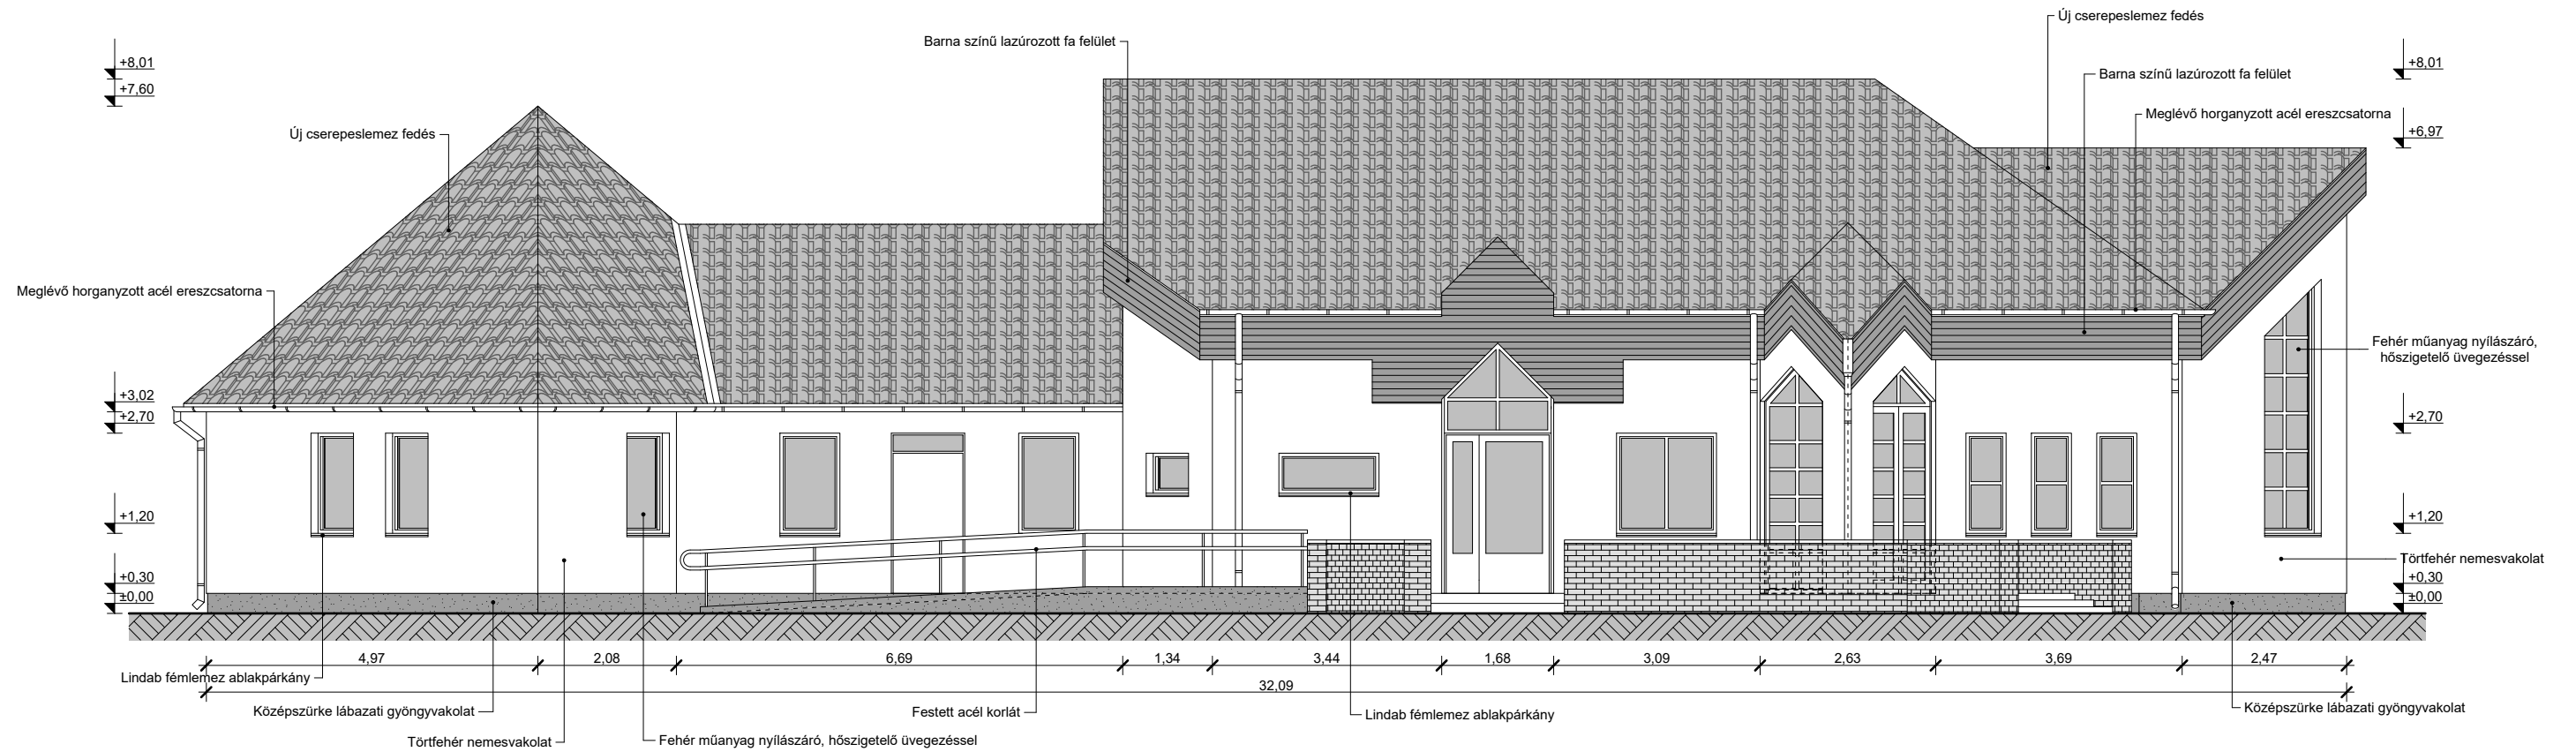 Új cserepeslemez fedés
Barna színű lazúrozott fa felület
+8,01
+7,60
+8,01
Barna színű lazúrozott fa felület
Meglévő horganyzott acél ereszcsatorna
Új cserepeslemez fedés
+6,97
Meglévő horganyzott acél ereszcsatorna
Fehér műanyag nyílászáró,
hőszigetelő üvegezéssel
+3,02
+2,70
+2,70
+1,20
+1,20
Törtfehér nemesvakolat
+0,30
±0,00
+0,30
±0,00
4,97
2,08
6,69
1,34
3,44
1,68
3,09
2,63
3,69
2,47
Lindab fémlemez ablakpárkány
32,09
Középszürke lábazati gyöngyvakolat
Festett acél korlát
Lindab fémlemez ablakpárkány
Középszürke lábazati gyöngyvakolat
Törtfehér nemesvakolat
Fehér műanyag nyílászáró, hőszigetelő üvegezéssel